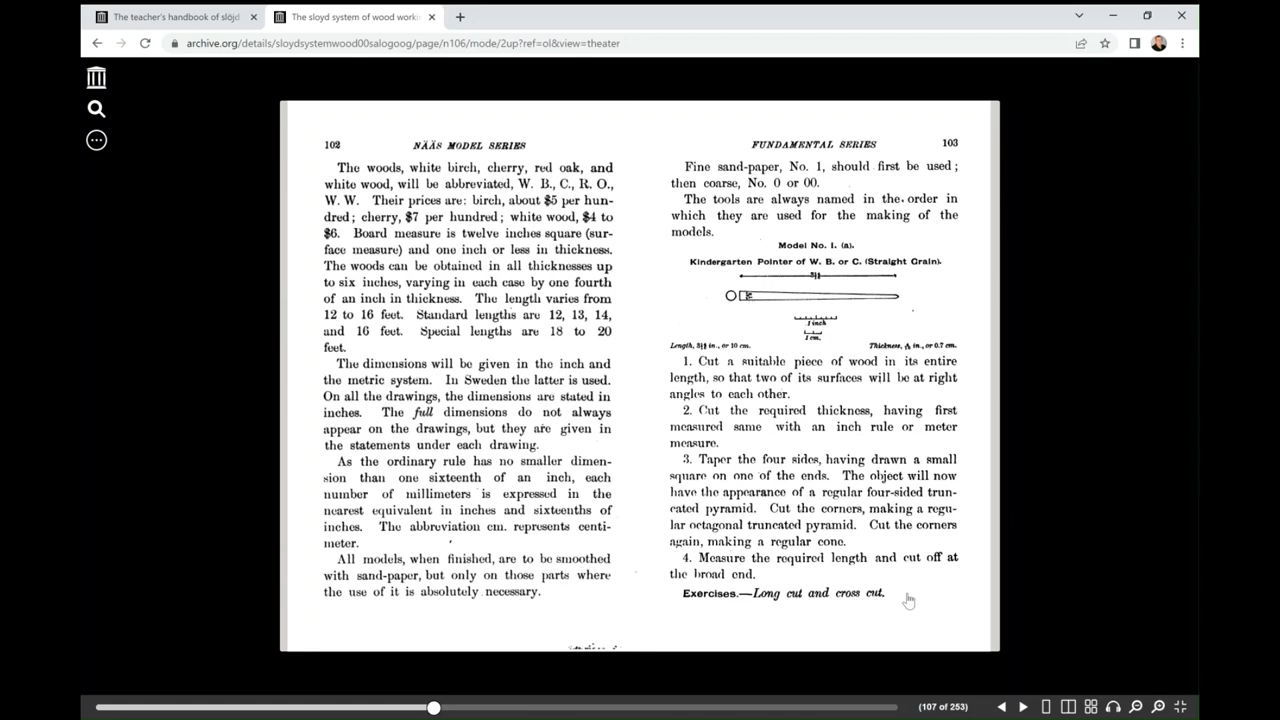 The teacher's handbook of slöjd
The sloyd system of wood workin
archive.org/details/sloydsystemwood00salogoog/page/n106/mode/2up?ref=ol&view=theater
102 NÄÄS MODEL SERIES
The woods, white birch, cherry, red oak, and
white wood, will be abbreviated, W. B., C., R. O.,
W. W. Their prices are: birch, about $5 per hun-
dred; cherry, $7 per hundred; white wood, $4 to
$6. Board measure is twelve inches square (sur-
face measure) and one inch or less in thickness.
The woods can be obtained in all thicknesses up
to six inches, varying in each case by one fourth
of an inch in thickness. The length varies from
12 to 16 feet. Standard lengths are 12, 13, 14,
and 16 feet. Special lengths are 18 to 20
feet.
The dimensions will be given in the inch and
the metric system. In Sweden the latter is used.
On all the drawings, the dimensions are stated in
inches. The full dimensions do not always
appear on the drawings, but they are given in
the statements under each drawing.
As the ordinary rule has no smaller dimen-
sion than one sixteenth of an inch, each
number of millimeters is expressed in the
nearest equivalent in inches and sixteenths of
inches. The abbreviation cm. represents centi-
meter.
All models, when finished, are to be smoothed
with sand-paper, but only on those parts where
the use of it is absolutely necessary.
FUNDAMENTAL SERIES 103
Fine sand-paper, No. 1, should first be used;
then coarse, No. 0 or 00.
The tools are always named in the order in
which they are used for the making of the
models.
Model No. I. (a).
Kindergarten Pointer of W. B. or C. (Straight Grain).
1 inch
1 cm.
Length, in., or 10 cm. Thickness, in., or 0.7 cm.
1. Cut a suitable piece of wood in its entire
length, so that two of its surfaces will be at right
angles to each other.
2. Cut the required thickness, having first
measured same with an inch rule or meter
measure.
3. Taper the four sides, having drawn a small
square on one of the ends. The object will now
have the appearance of a regular four-sided trun-
cated pyramid. Cut the corners, making a regu-
lar octagonal truncated pyramid. Cut the corners
again, making a regular cone.
4. Measure the required length and cut off at
the broad end.
Exercises.—Long cut and cross cut.
(107 of 253)